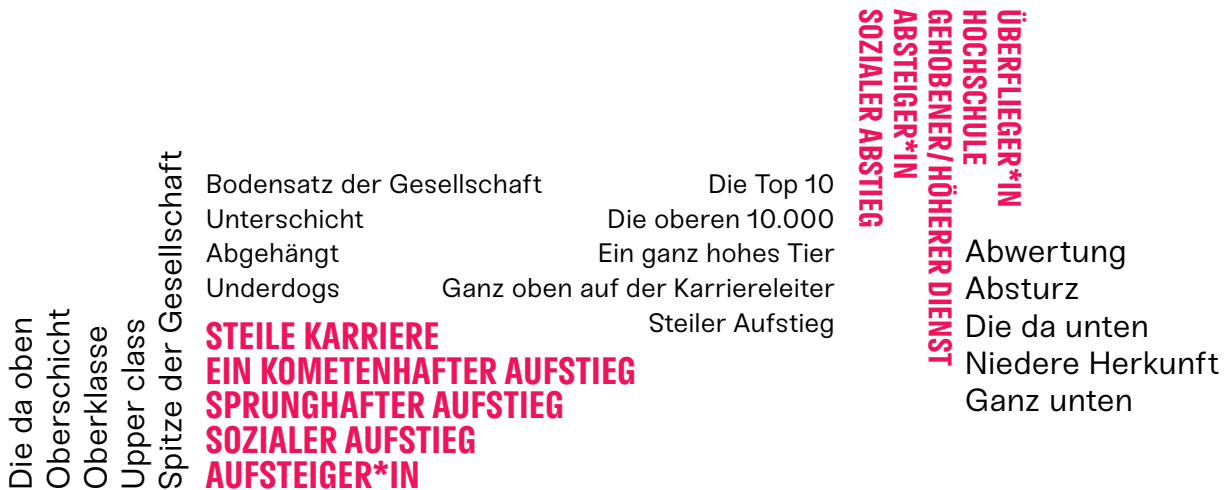 Die da oben
Oberschicht
Oberklasse
Upper class
Spitze der Gesellschaft
Bodensatz der Gesellschaft
Unterschicht
Abgehängt
Underdogs
STEILE KARRIERE
EIN KOMETENHAFTER AUFSTIEG
SPRUNGHAFTER AUFSTIEG
SOZIALER AUFSTIEG
AUFSTEIGER*IN
Die Top 10
Die oberen 10.000
Ein ganz hohes Tier
Ganz oben auf der Karriereleiter
Steiler Aufstieg
ÜBERFLIEGER*IN
HOCHSCHULE
GEHOBENER/HÖHERER DIENST
ABSTEIGER*IN
SOZIALER ABSTIEG
Abwertung
Absturz
Die da unten
Niedere Herkunft
Ganz unten